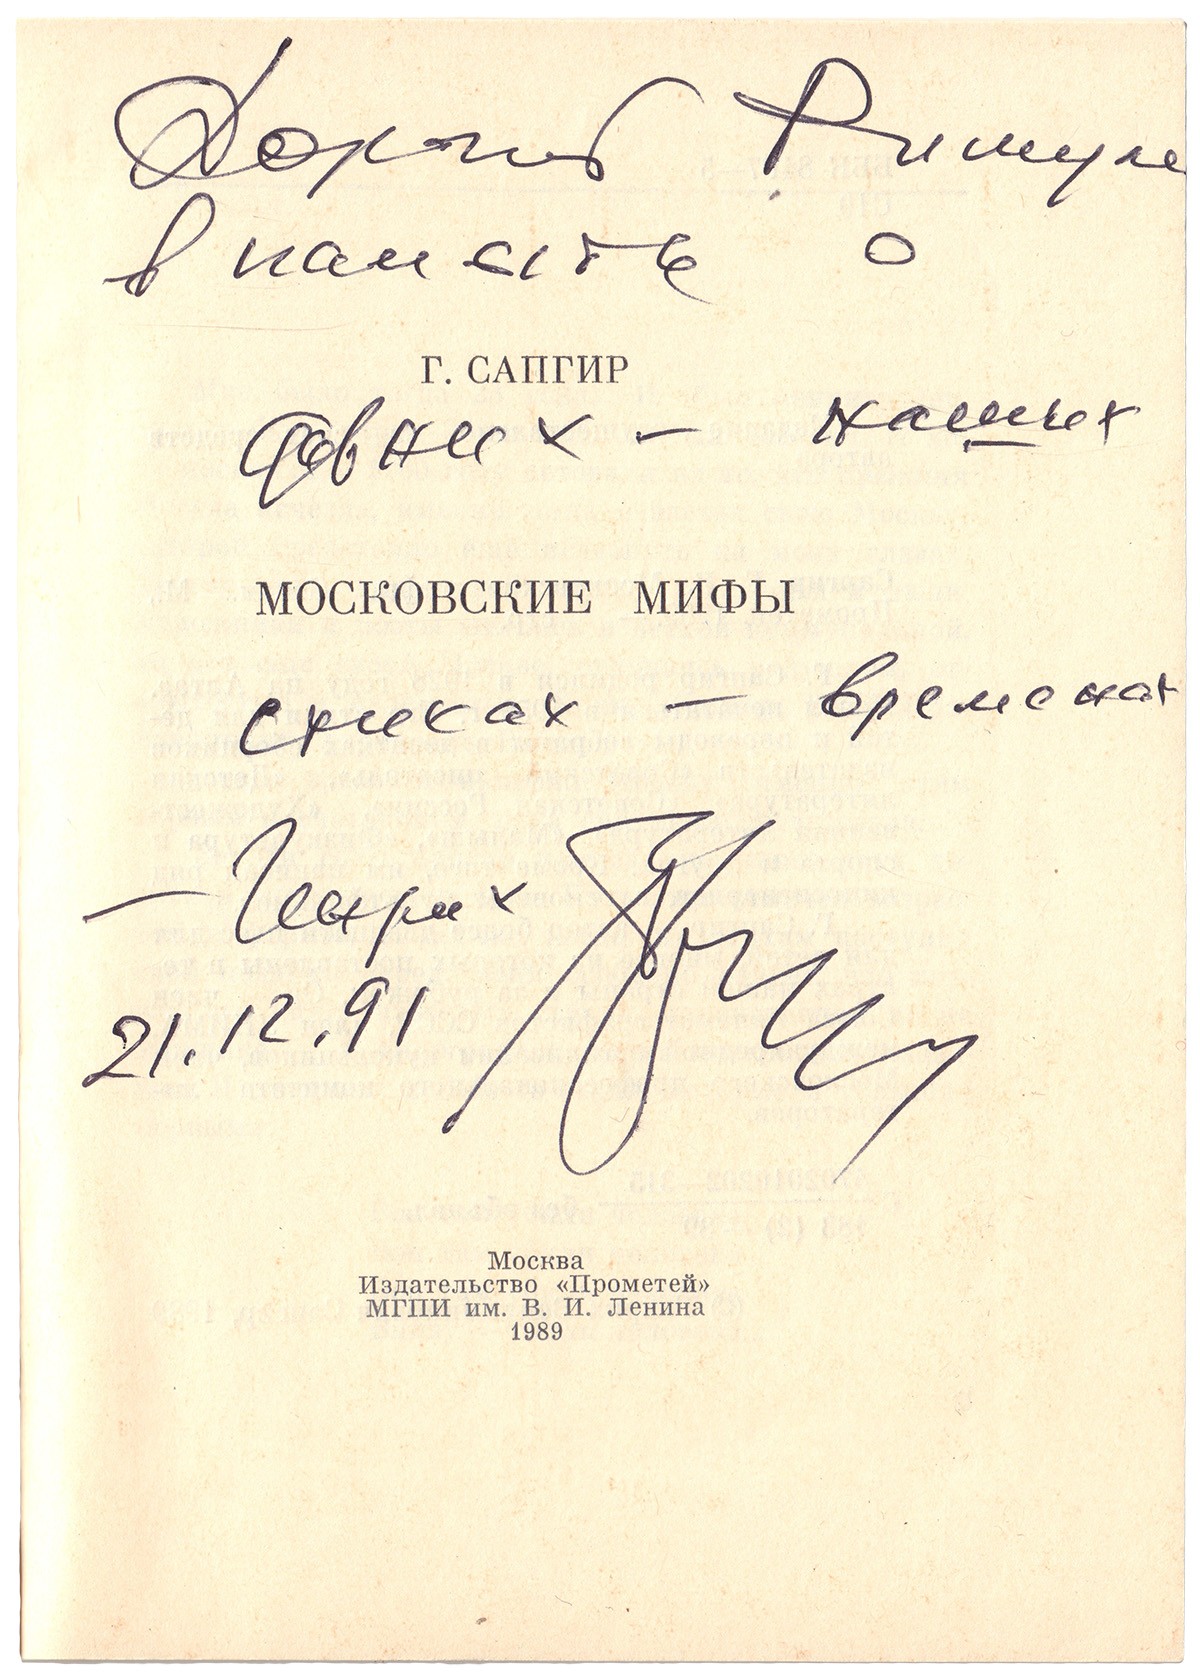 Дорогой Римуле
в память о
Г. САПГИР
давних — наших
МОСКОВСКИЕ МИФЫ
стихах — временах
— Генрих
21.12.91
Москва
Издательство «Прометей»
МГПИ им. В. И. Ленина
1989